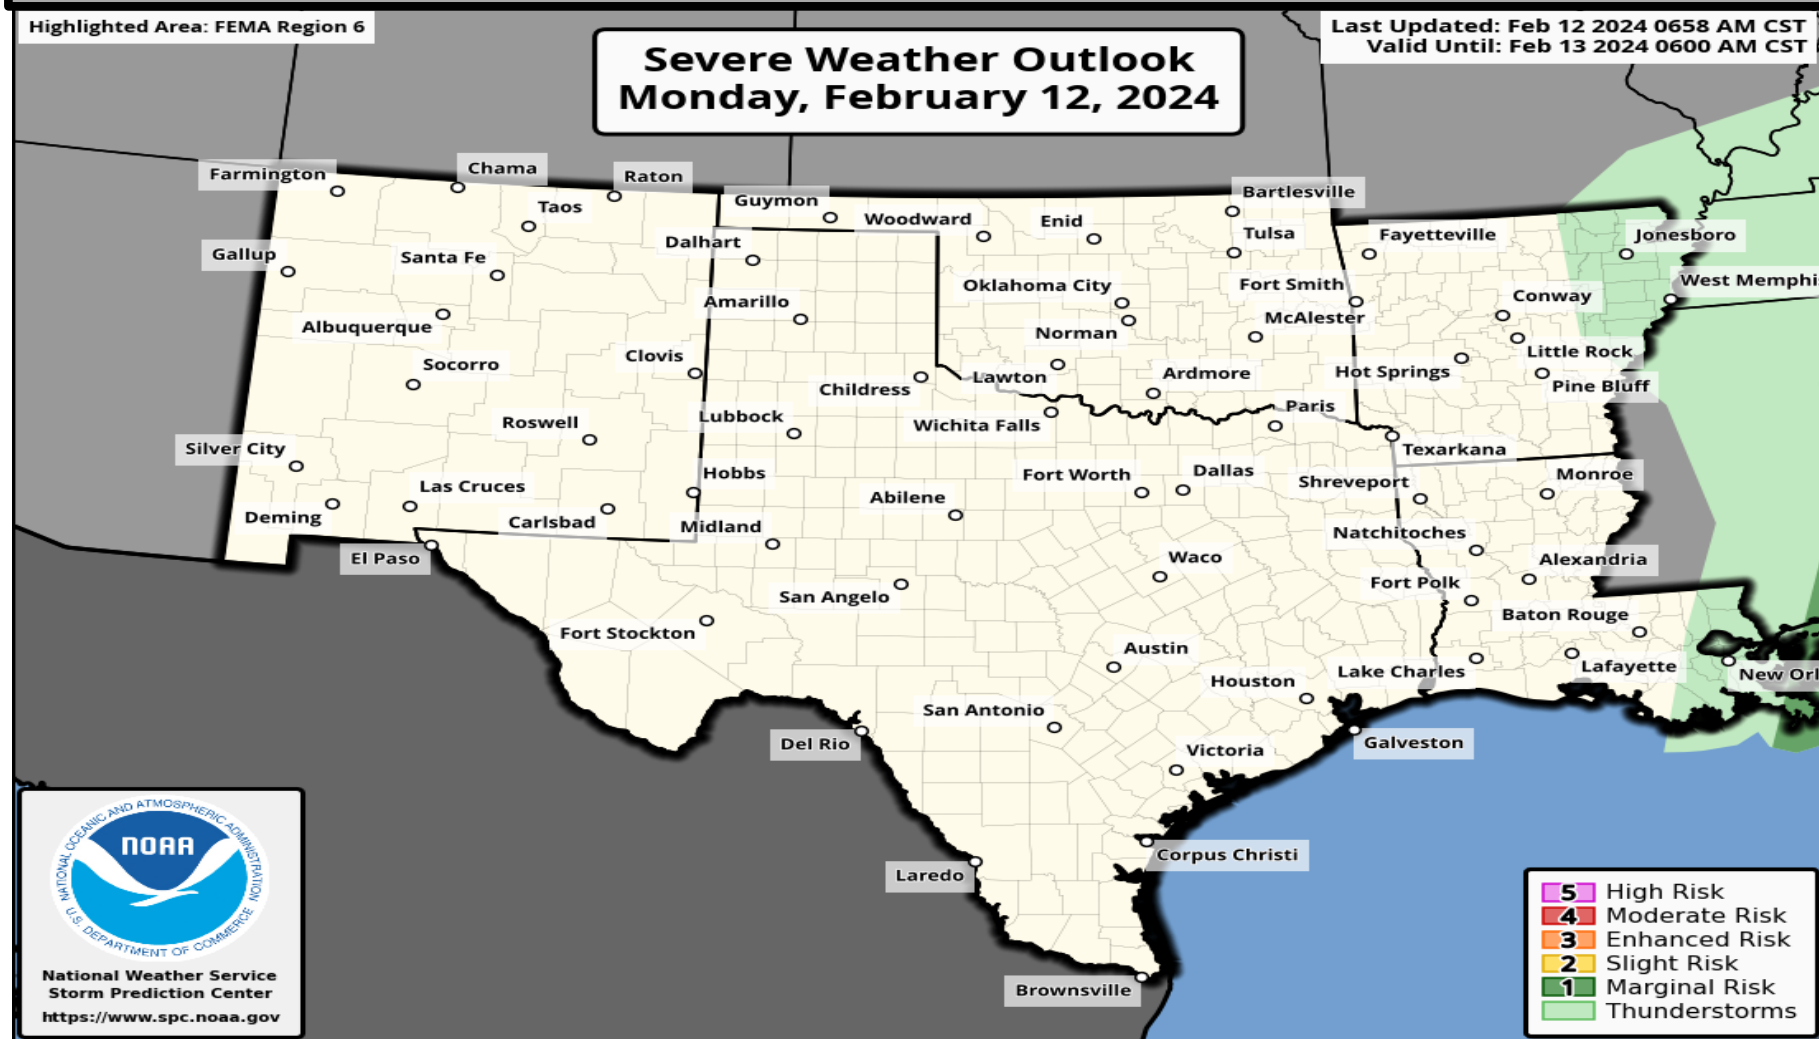 Highlighted Area: FEMA Region 6
Severe Weather Outlook
Monday, February 12, 2024
Last Updated: Feb 12 2024 0658 AM CST
Valid Until: Feb 13 2024 0600 AM CST
Farmington
Chama
Raton
Taos
Guymon
Woodward
Enid
Bartlesville
Tulsa
Fayetteville
Jonesboro
Gallup
Santa Fe
Dalhart
Oklahoma City
Fort Smith
Conway
West Memphi
Amarillo
Albuquerque
Norman
McAlester
Little Rock
Socorro
Clovis
Childress
Lawton
Ardmore
Hot Springs
Pine Bluff
Roswell
Lubbock
Wichita Falls
Paris
Texarkana
Silver City
Las Cruces
Hobbs
Abilene
Fort Worth
Dallas
Shreveport
Monroe
Deming
Carlsbad
Midland
Natchitoches
El Paso
San Angelo
Waco
Fort Polk
Alexandria
Fort Stockton
Austin
Baton Rouge
Houston
Lake Charles
Lafayette
New Orl
San Antonio
Del Rio
Victoria
Galveston
Corpus Christi
Laredo
Brownsville
NATIONAL OCEANIC AND ATMOSPHERIC ADMINISTRATION
NOAA
U.S. DEPARTMENT OF COMMERCE
National Weather Service
Storm Prediction Center
https://www.spc.noaa.gov
5 High Risk
4 Moderate Risk
3 Enhanced Risk
2 Slight Risk
1 Marginal Risk
Thunderstorms